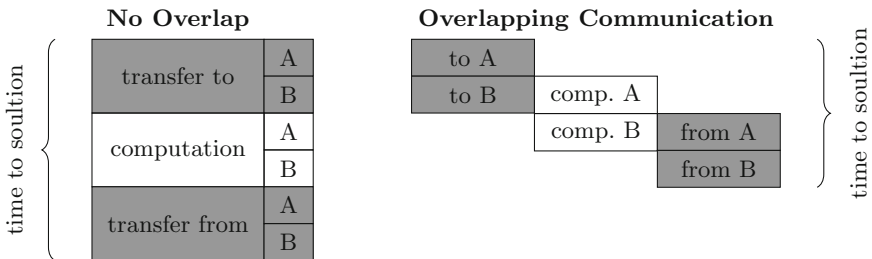 No Overlap
time to soultion
transfer to
A
B
computation
A
B
transfer from
A
B
Overlapping Communication
to A
to B
comp. A
comp. B
from A
from B
time to soultion